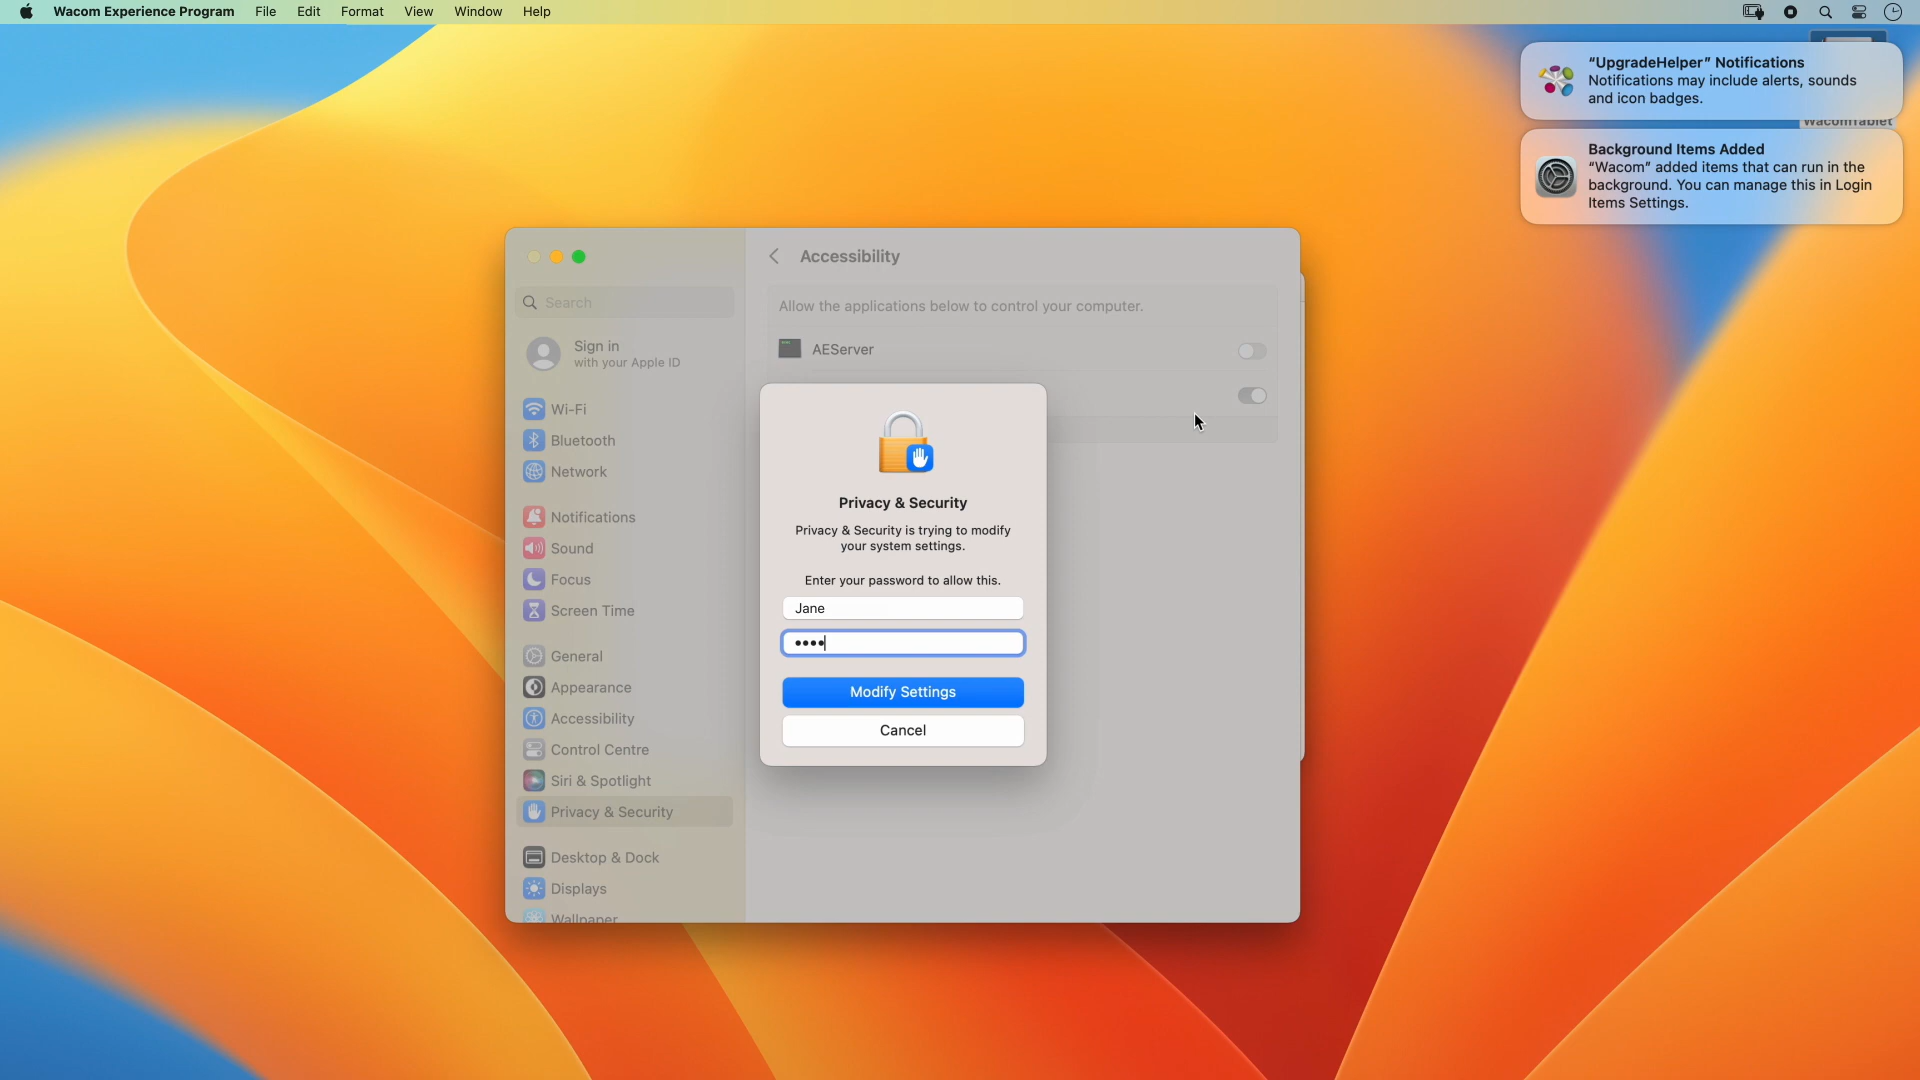 Wacom Experience Program File Edit Format View Window Help
“UpgradeHelper” Notifications
Notifications may include alerts, sounds
and icon badges.
WacomTablet
Background Items Added
“Wacom” added items that can run in the
background. You can manage this in Login
Items Settings.
Accessibility
Search
Allow the applications below to control your computer.
Sign in
with your Apple ID
AEServer
Wi-Fi
Bluetooth
Network
Notifications
Sound
Focus
Screen Time
General
Appearance
Accessibility
Control Centre
Siri & Spotlight
Privacy & Security
Desktop & Dock
Displays
Wallpaper
Privacy & Security
Privacy & Security is trying to modify
your system settings.
Enter your password to allow this.
Jane
••••
Modify Settings
Cancel